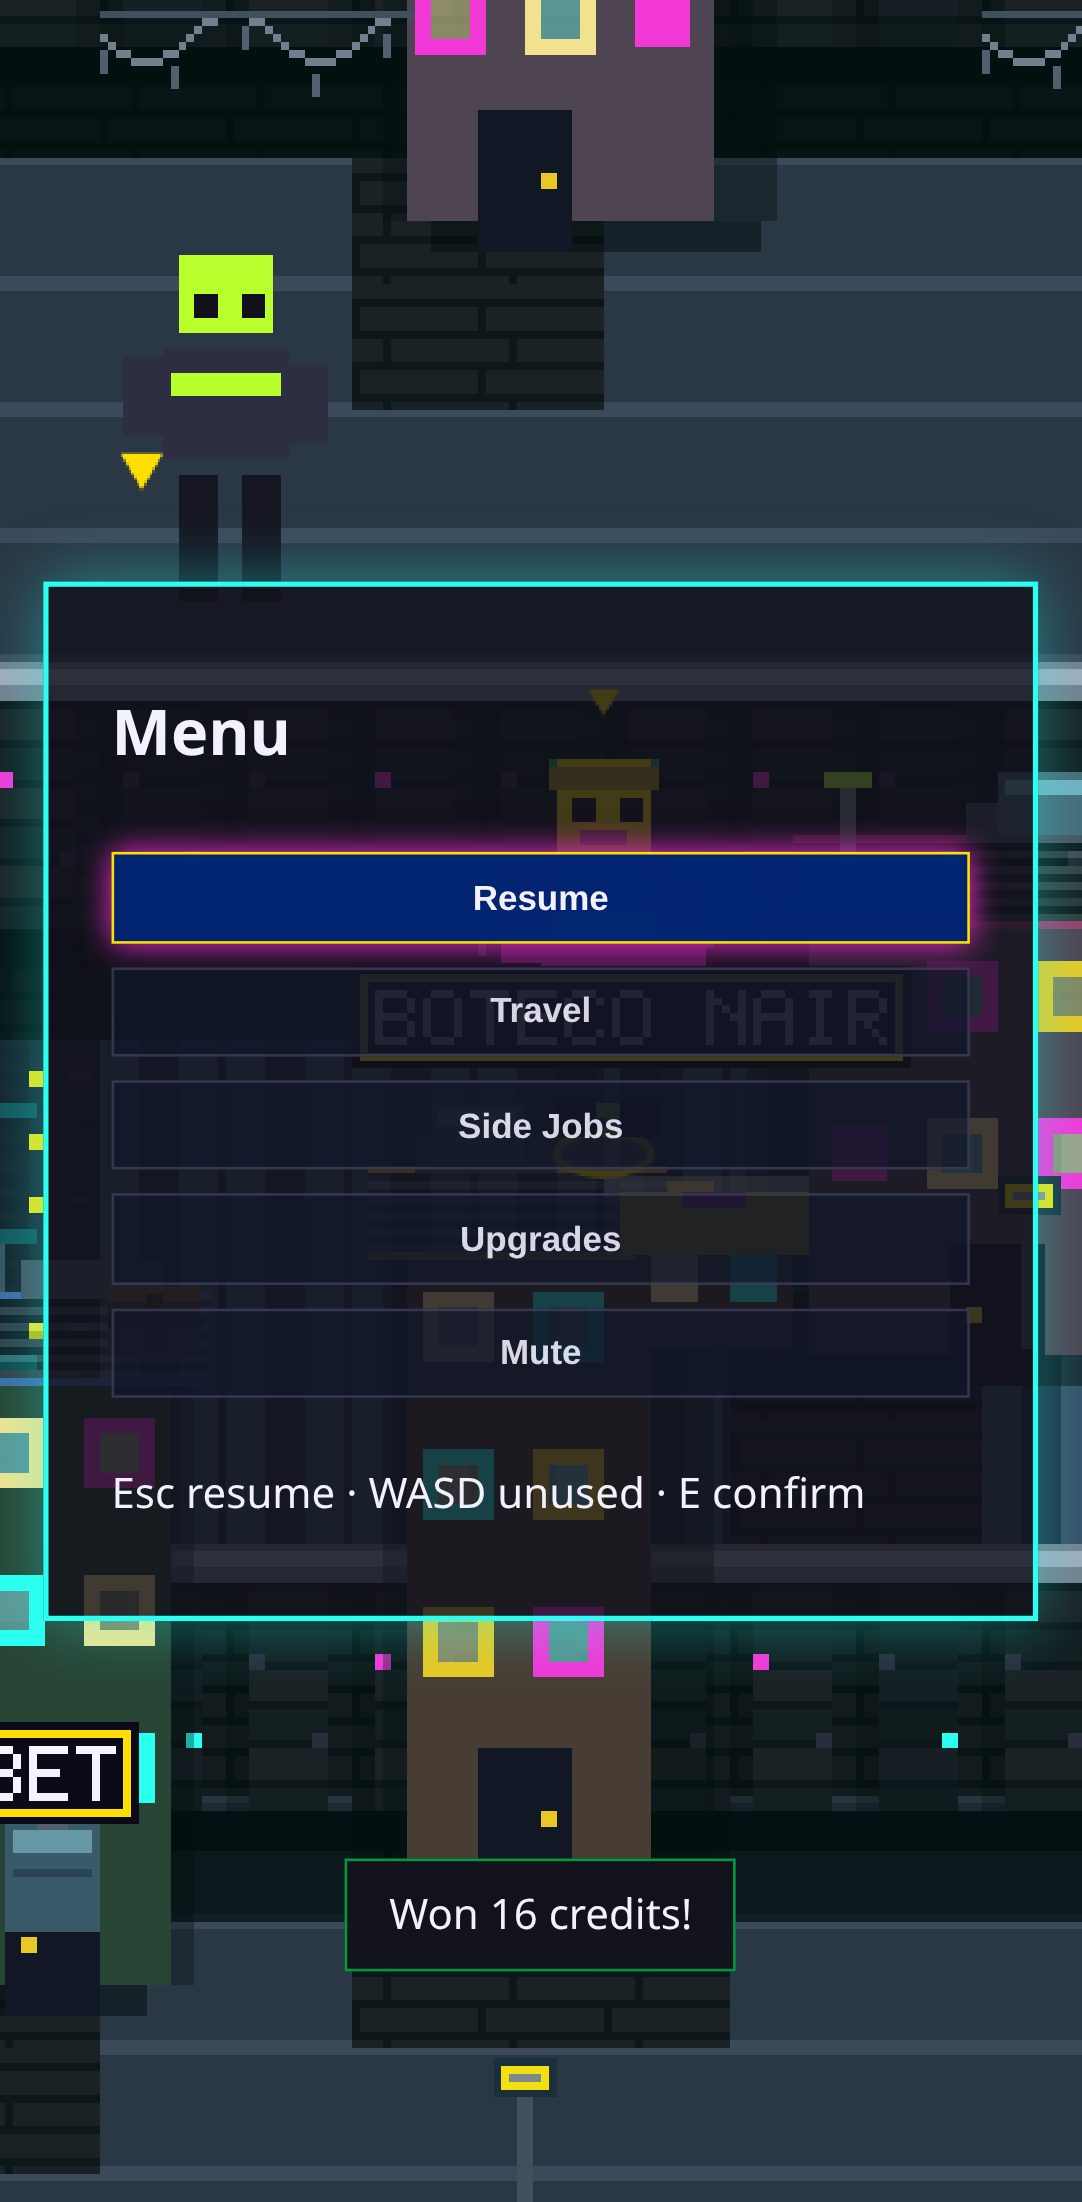 Menu
Resume
BOTECO NAIR
Travel
Side Jobs
Upgrades
Mute
Esc resume · WASD unused · E confirm
BET
Won 16 credits!